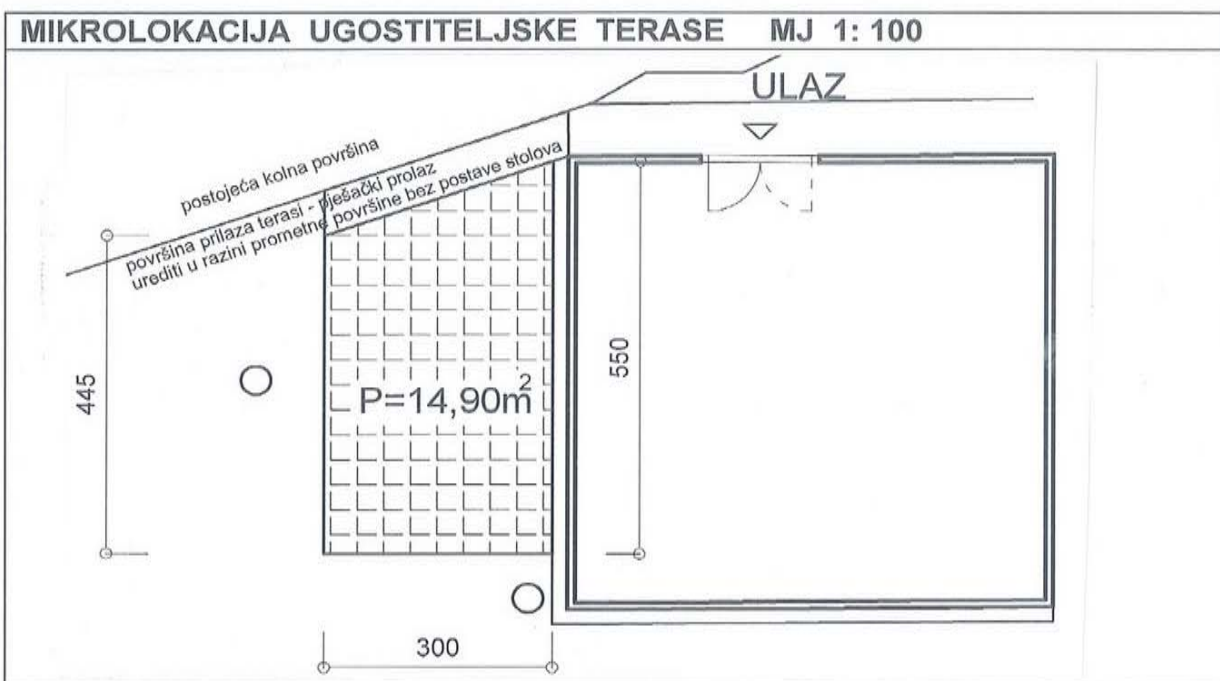 MIKROLOKACIJA UGOSTITELJSKE TERASE MJ 1: 100
ULAZ
postojeća kolna površina
površina prilaza terasi - pješački prolaz
urediti u razini prometne površine bez postave stolova
445
550
P=14,90m²
300